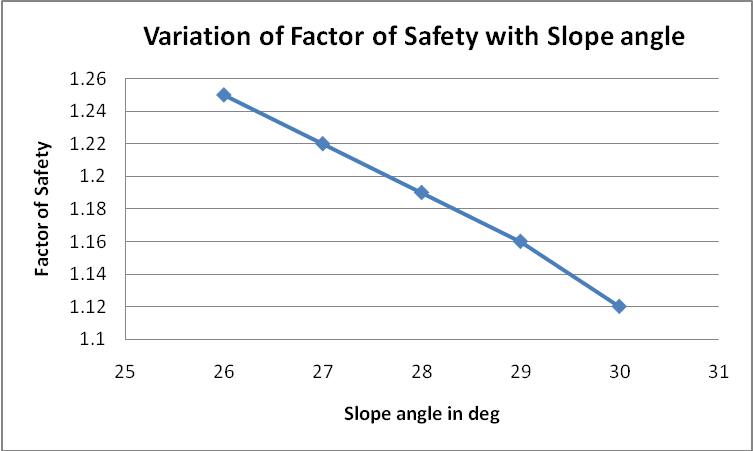 Variation of Factor of Safety with Slope angle
1.26
1.24
1.22
1.2
1.18
1.16
1.14
1.12
1.1
Factor of Safety
25 26 27 28 29 30 31
Slope angle in deg